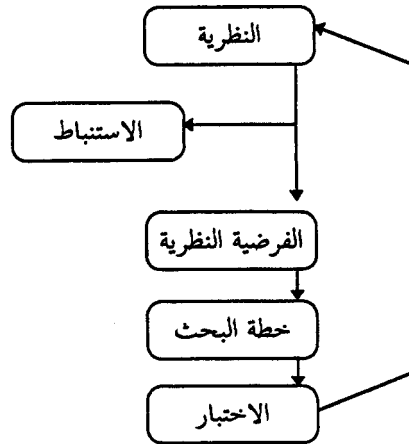 النظرية
الاستنباط
الفرضية النظرية
خطة البحث
الاختبار